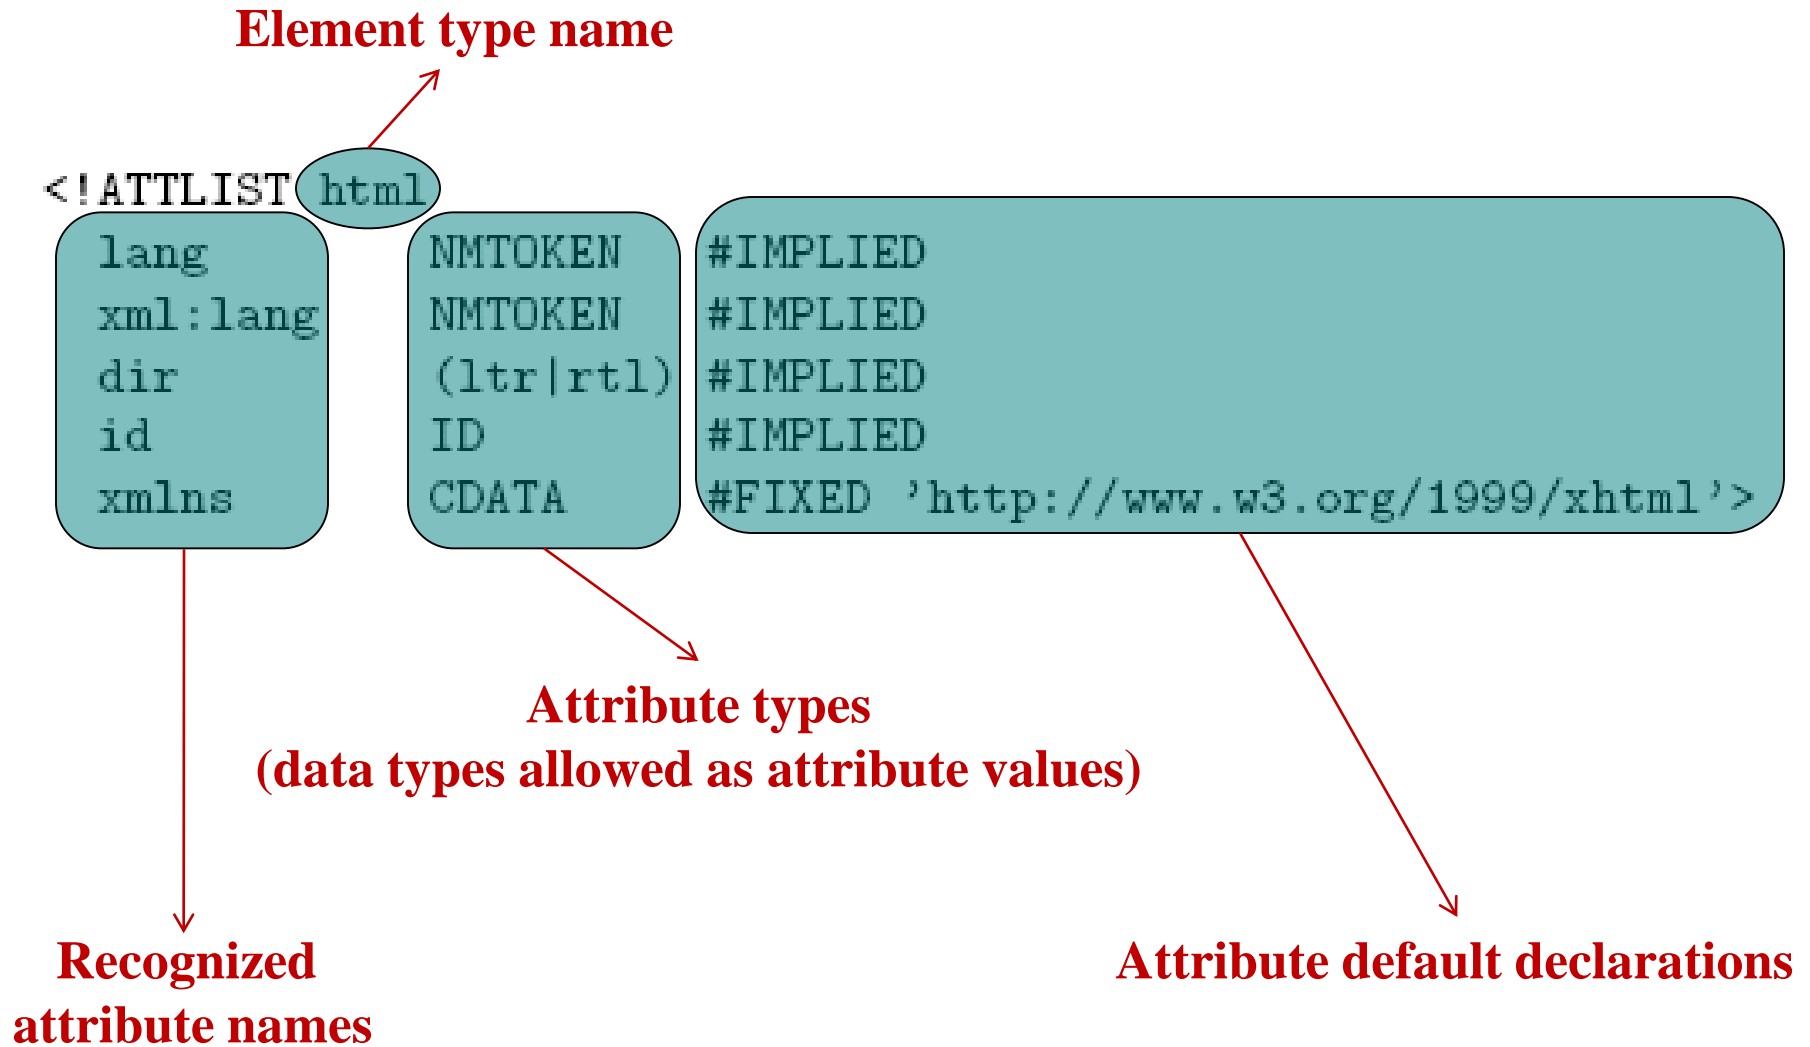 Element type name
<!ATTLIST html
lang NMTOKEN #IMPLIED
xml:lang NMTOKEN #IMPLIED
dir (ltr|rtl) #IMPLIED
id ID #IMPLIED
xmlns CDATA #FIXED ’http://www.w3.org/1999/xhtml’>
Attribute types
(data types allowed as attribute values)
Recognized
attribute names
Attribute default declarations